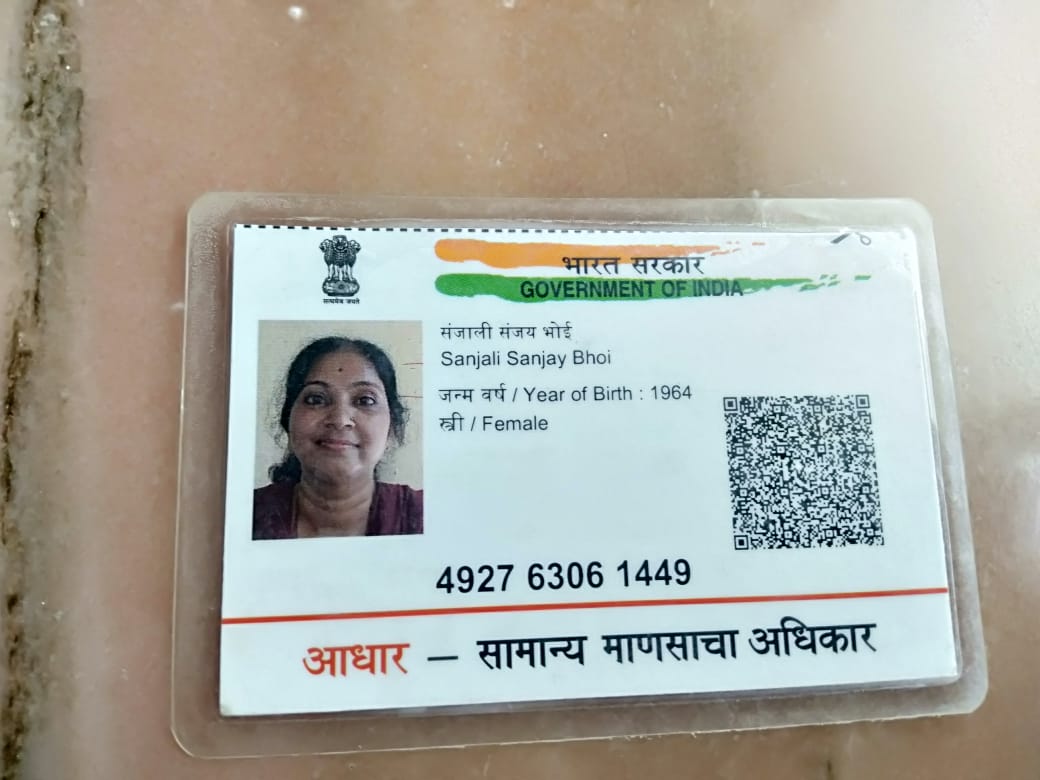 भारत सरकार
GOVERNMENT OF INDIA
सत्यमेव जयते
संजाली संजय भोई
Sanjali Sanjay Bhoi
जन्म वर्ष / Year of Birth : 1964
स्त्री / Female
4927 6306 1449
आधार – सामान्य माणसाचा अधिकार